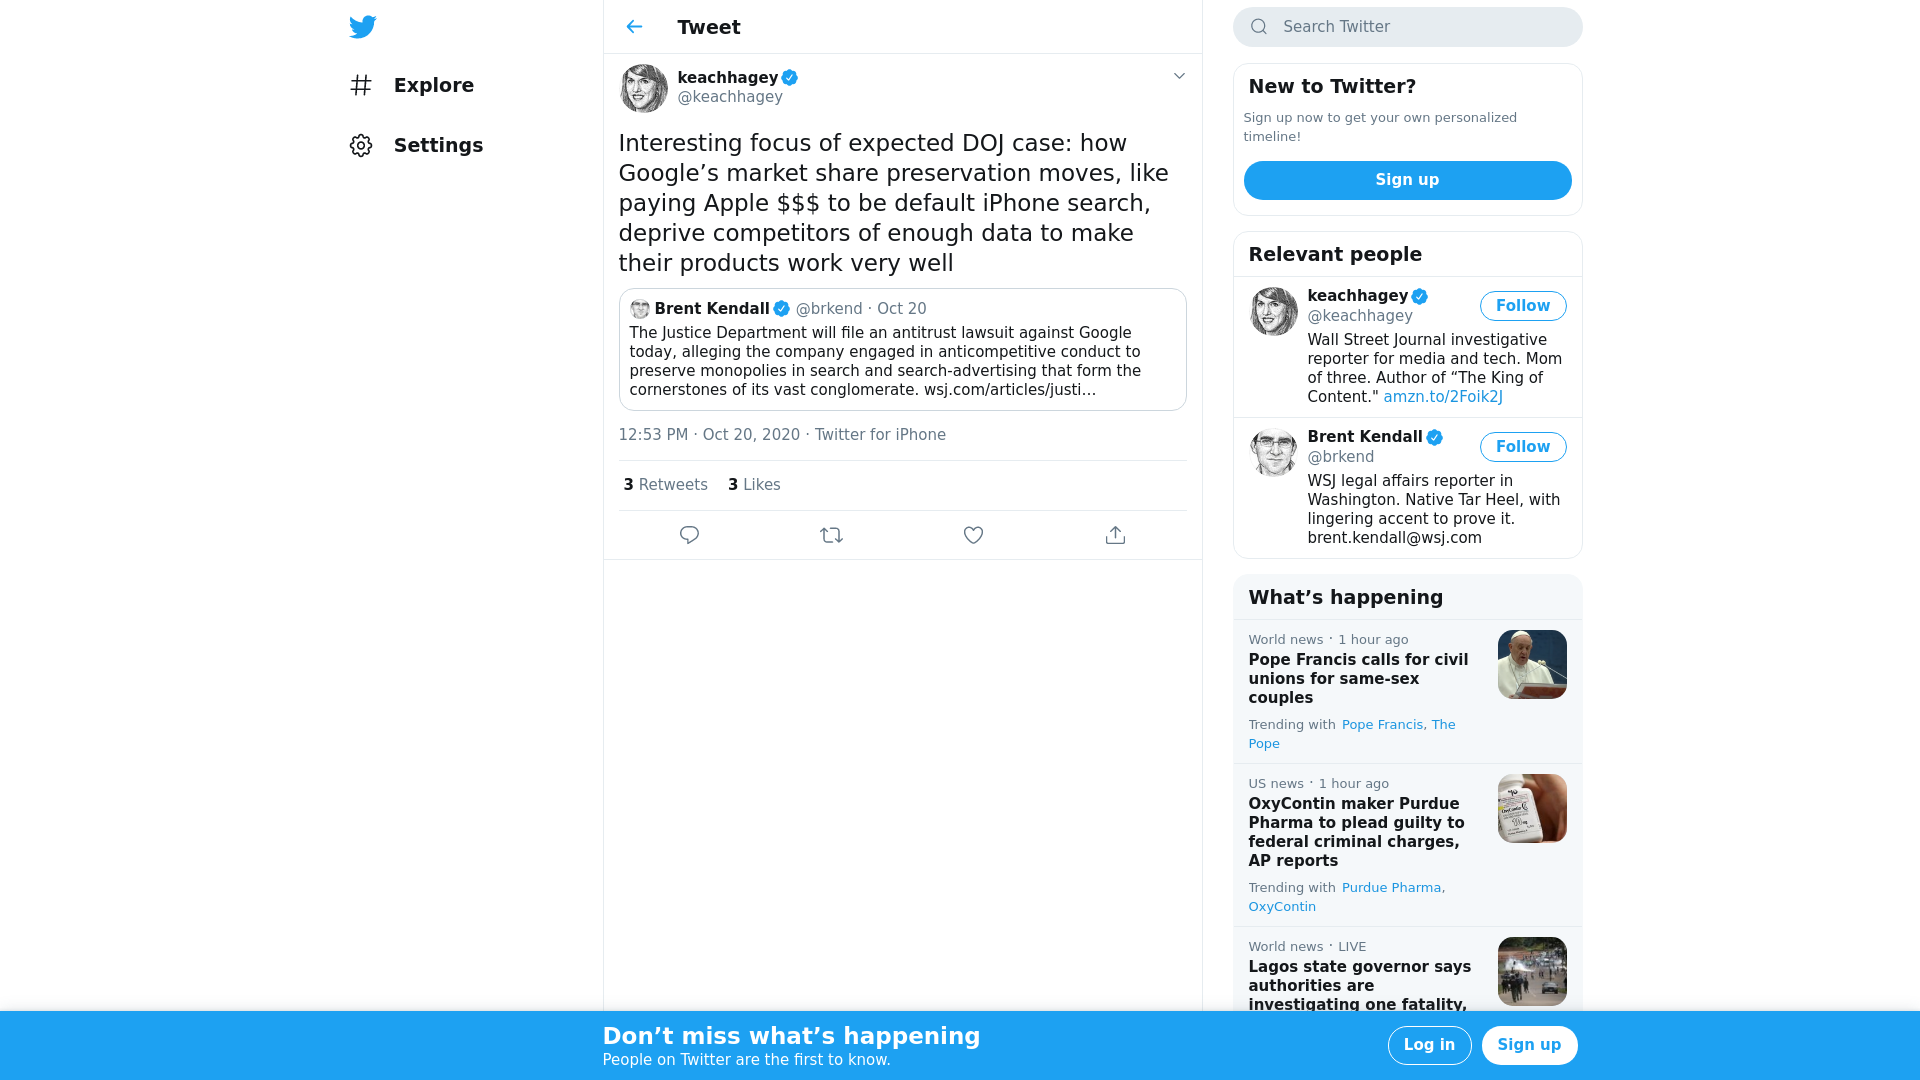 Explore
Settings
Tweet
keachhagey
@keachhagey
Interesting focus of expected DOJ case: how
Google’s market share preservation moves, like
paying Apple $$$ to be default iPhone search,
deprive competitors of enough data to make
their products work very well
Brent Kendall @brkend · Oct 20
The Justice Department will file an antitrust lawsuit against Google
today, alleging the company engaged in anticompetitive conduct to
preserve monopolies in search and search-advertising that form the
cornerstones of its vast conglomerate. wsj.com/articles/justi…
12:53 PM · Oct 20, 2020 · Twitter for iPhone
3 Retweets 3 Likes
Search Twitter
New to Twitter?
Sign up now to get your own personalized
timeline!
Sign up
Relevant people
keachhagey
@keachhagey
Follow
Wall Street Journal investigative
reporter for media and tech. Mom
of three. Author of “The King of
Content." amzn.to/2Foik2J
Brent Kendall
@brkend
Follow
WSJ legal affairs reporter in
Washington. Native Tar Heel, with
lingering accent to prove it.
brent.kendall@wsj.com
What’s happening
World news · 1 hour ago
Pope Francis calls for civil
unions for same-sex
couples
Trending with Pope Francis, The
Pope
US news · 1 hour ago
OxyContin maker Purdue
Pharma to plead guilty to
federal criminal charges,
AP reports
Trending with Purdue Pharma,
OxyContin
World news · LIVE
Lagos state governor says
authorities are
investigating one fatality,
Don’t miss what’s happening
People on Twitter are the first to know.
Log in
Sign up